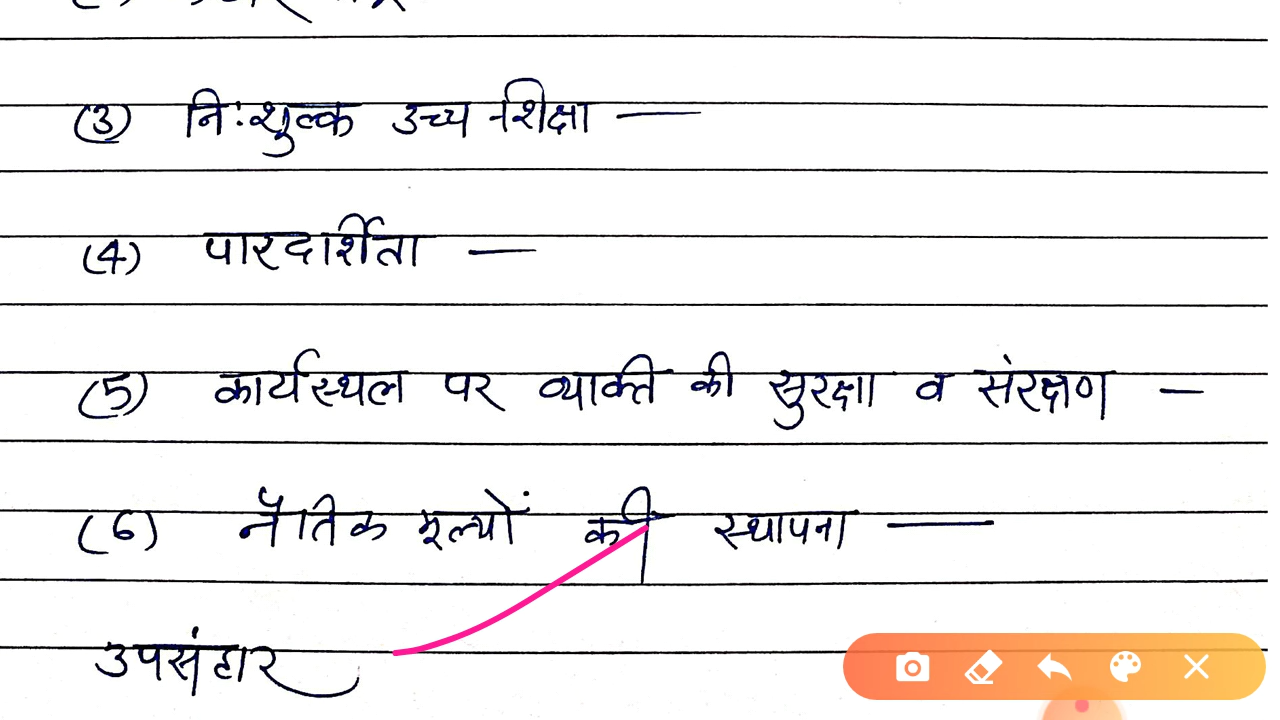 (3) नि:शुल्क उच्च शिक्षा —
(4) पारदर्शिता —
(5) कार्यस्थल पर व्यक्ति की सुरक्षा व संरक्षण —
(6) नैतिक मूल्यों की स्थापना —
उपसंहार